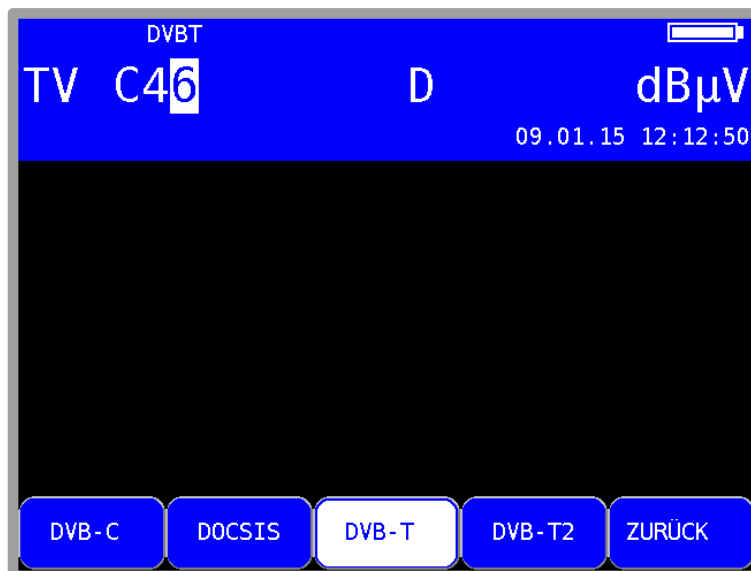 DVBT
TV C46 D dBµV
09.01.15 12:12:50
DVB-C DOCSIS DVB-T DVB-T2 ZURÜCK